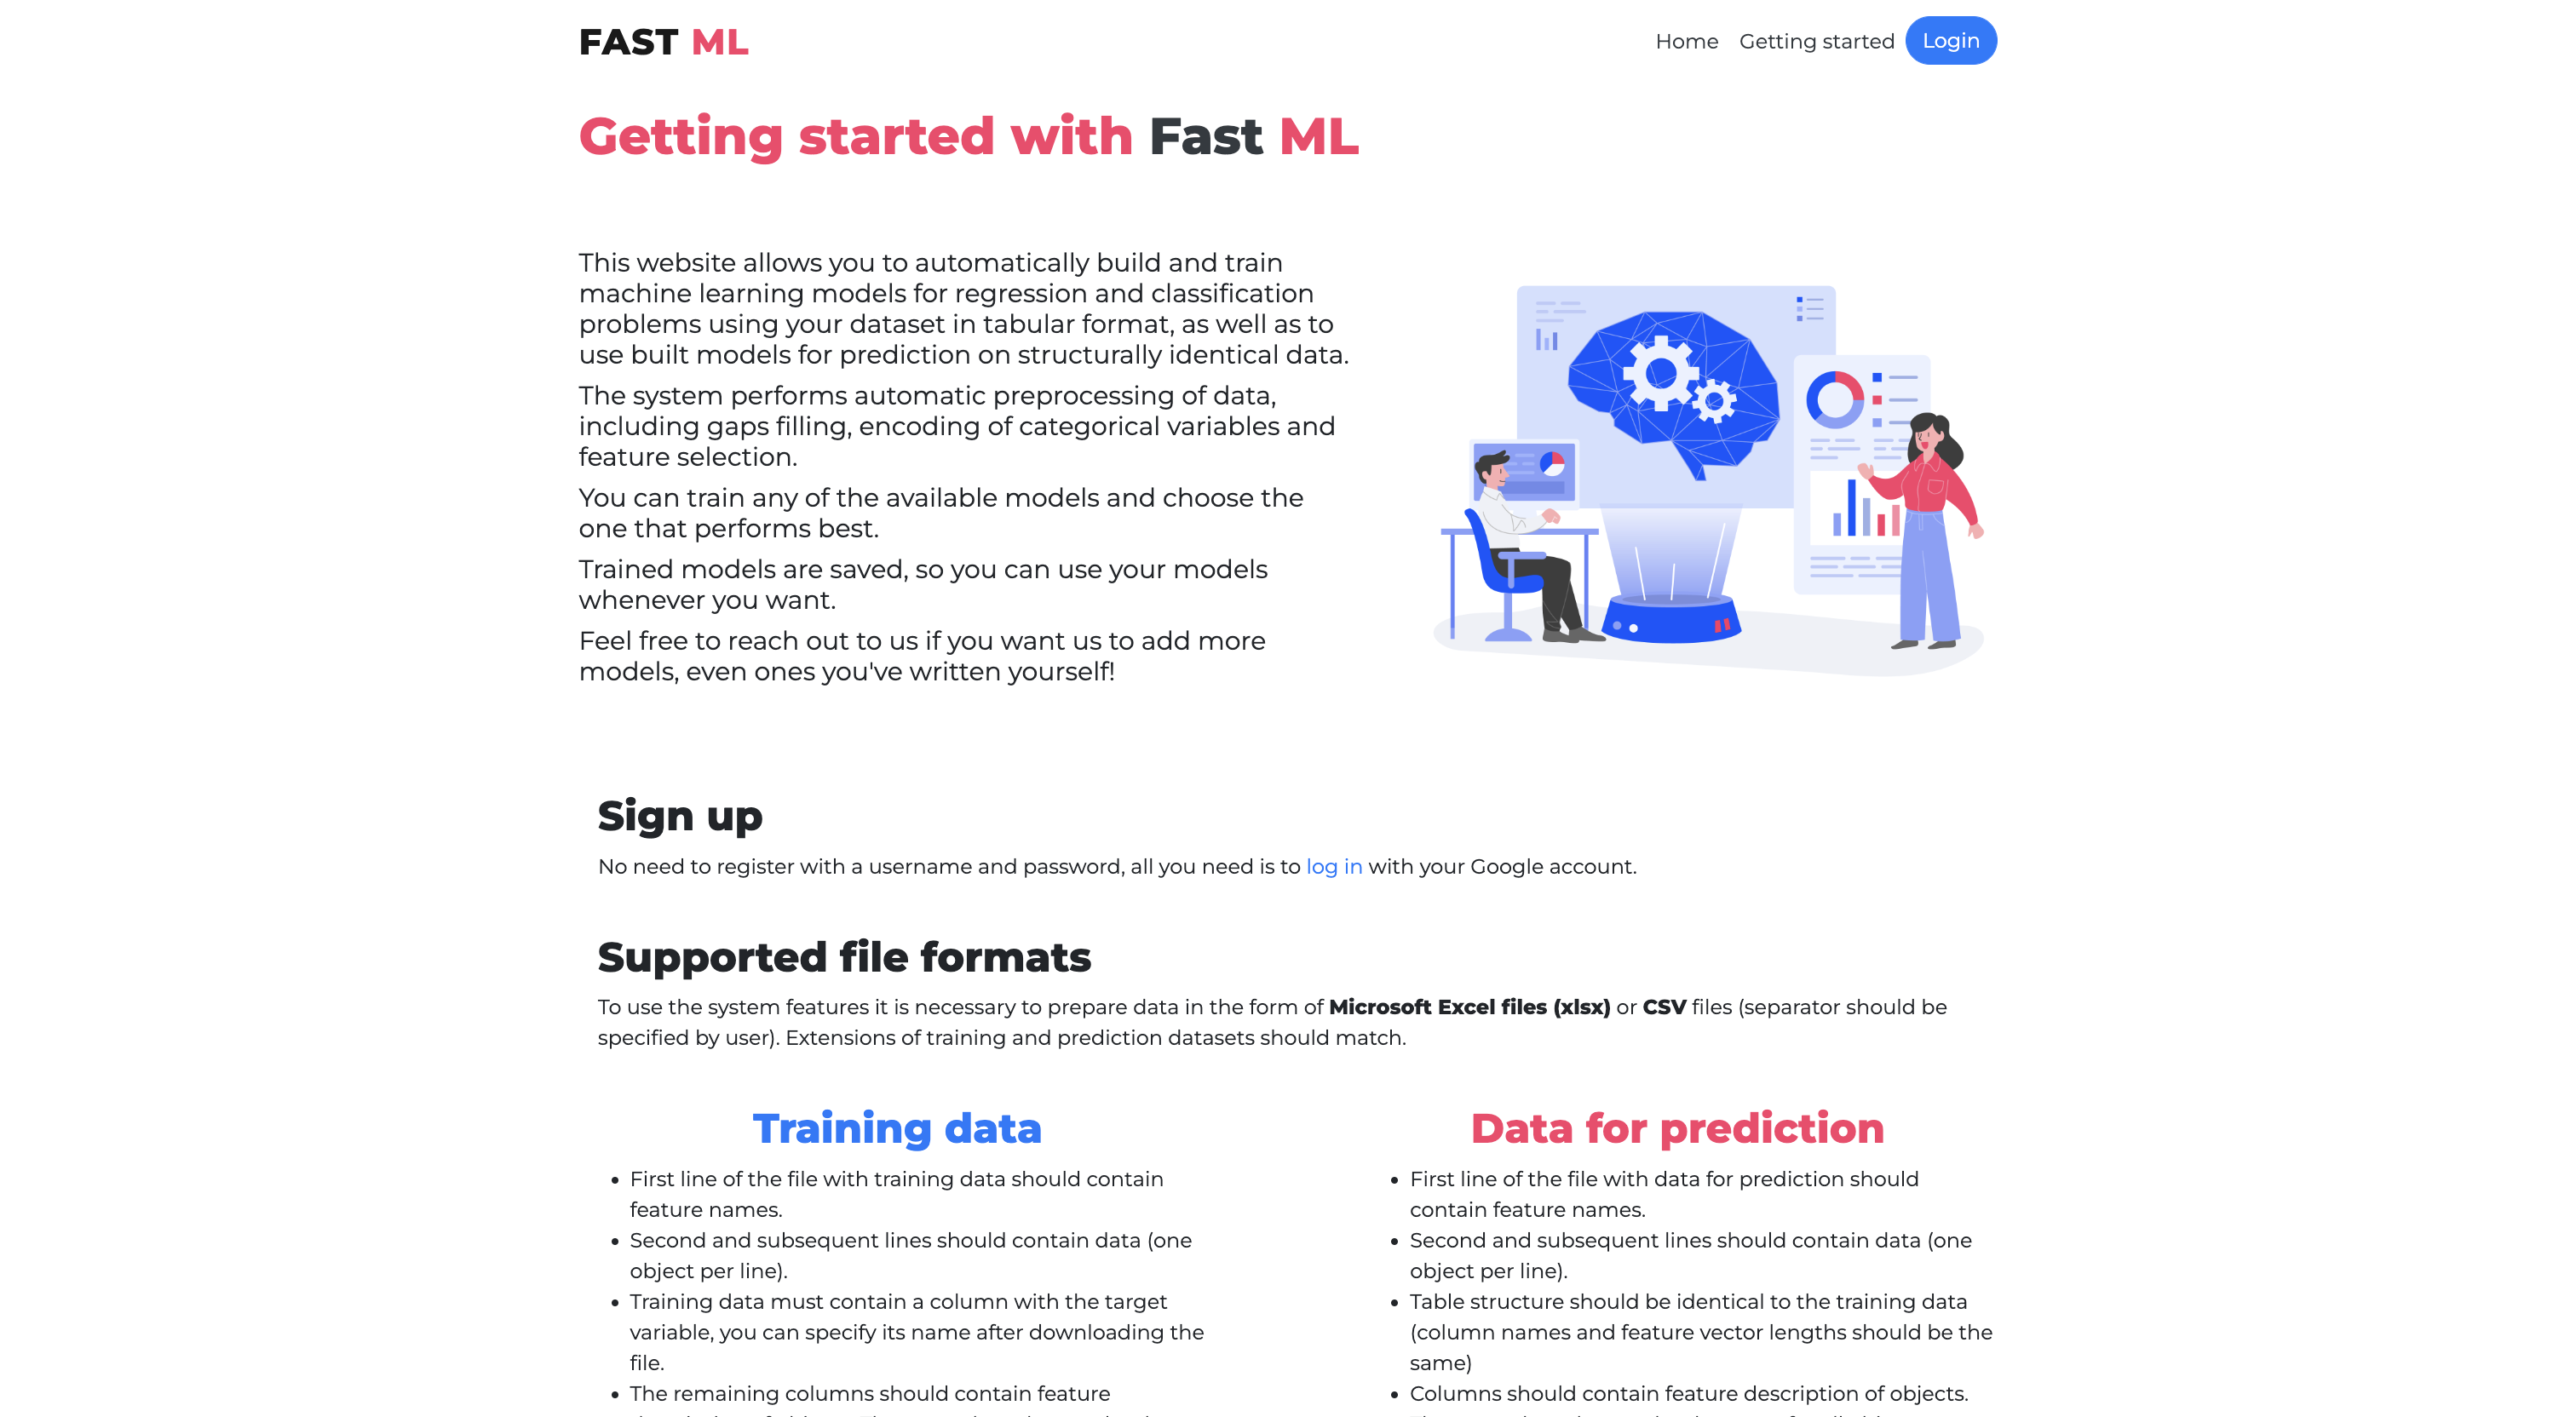 FAST ML
Home
Getting started
Login
Getting started with Fast ML
This website allows you to automatically build and train
machine learning models for regression and classification
problems using your dataset in tabular format, as well as to
use built models for prediction on structurally identical data.
The system performs automatic preprocessing of data,
including gaps filling, encoding of categorical variables and
feature selection.
You can train any of the available models and choose the
one that performs best.
Trained models are saved, so you can use your models
whenever you want.
Feel free to reach out to us if you want us to add more
models, even ones you've written yourself!
Sign up
No need to register with a username and password, all you need is to log in with your Google account.
Supported file formats
To use the system features it is necessary to prepare data in the form of Microsoft Excel files (xlsx) or CSV files (separator should be
specified by user). Extensions of training and prediction datasets should match.
Training data
First line of the file with training data should contain
feature names.
Second and subsequent lines should contain data (one
object per line).
Training data must contain a column with the target
variable, you can specify its name after downloading the
file.
The remaining columns should contain feature
Data for prediction
First line of the file with data for prediction should
contain feature names.
Second and subsequent lines should contain data (one
object per line).
Table structure should be identical to the training data
(column names and feature vector lengths should be the
same)
Columns should contain feature description of objects.